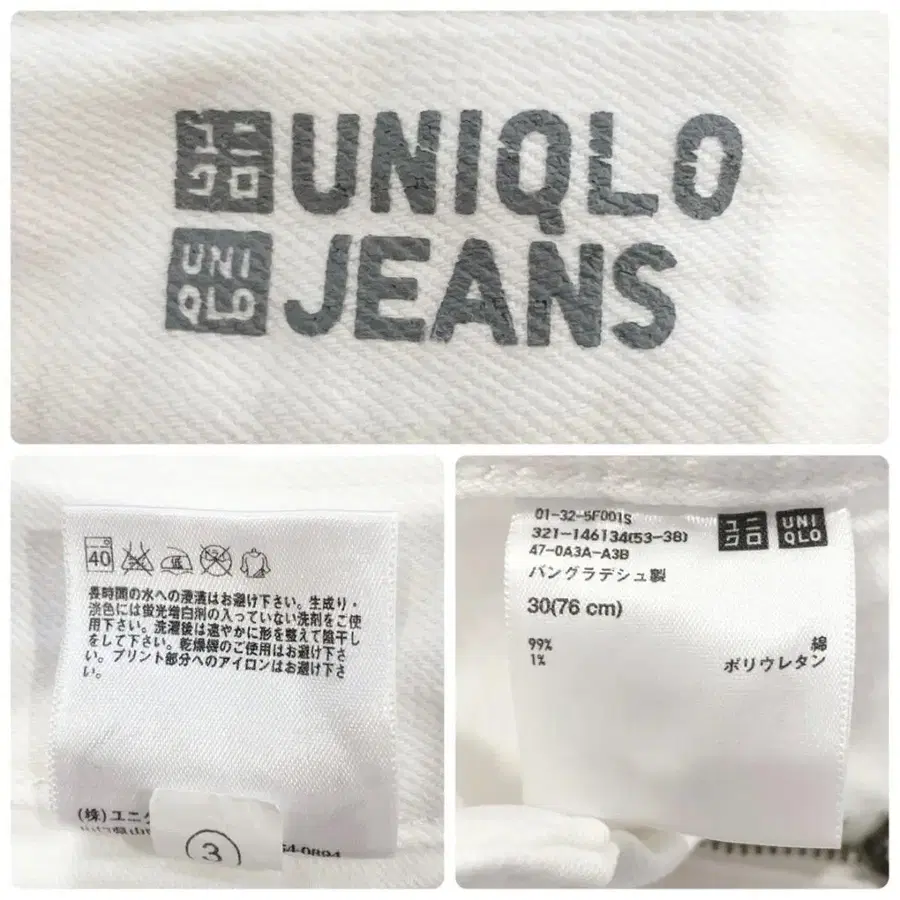 ユニ
クロ
UNIQLO
UNI
QLO
JEANS
40
低
長時間の水への浸漬はお避け下さい。生成り・
淡色には蛍光増白剤の入っていない洗剤をご使
用下さい。洗濯後は速やかに形を整えて陰干し
をして下さい。乾燥機のご使用はお避け下さ
い。プリント部分へのアイロンはお避け下さ
い。
(株)ユニ
3
64-0894
01-32-5F001S
321-146134(53-38)
47-0A3A-A3B
バングラデシュ製
ユニ
クロ
UNI
QLO
30(76 cm)
99% 綿
1% ポリウレタン